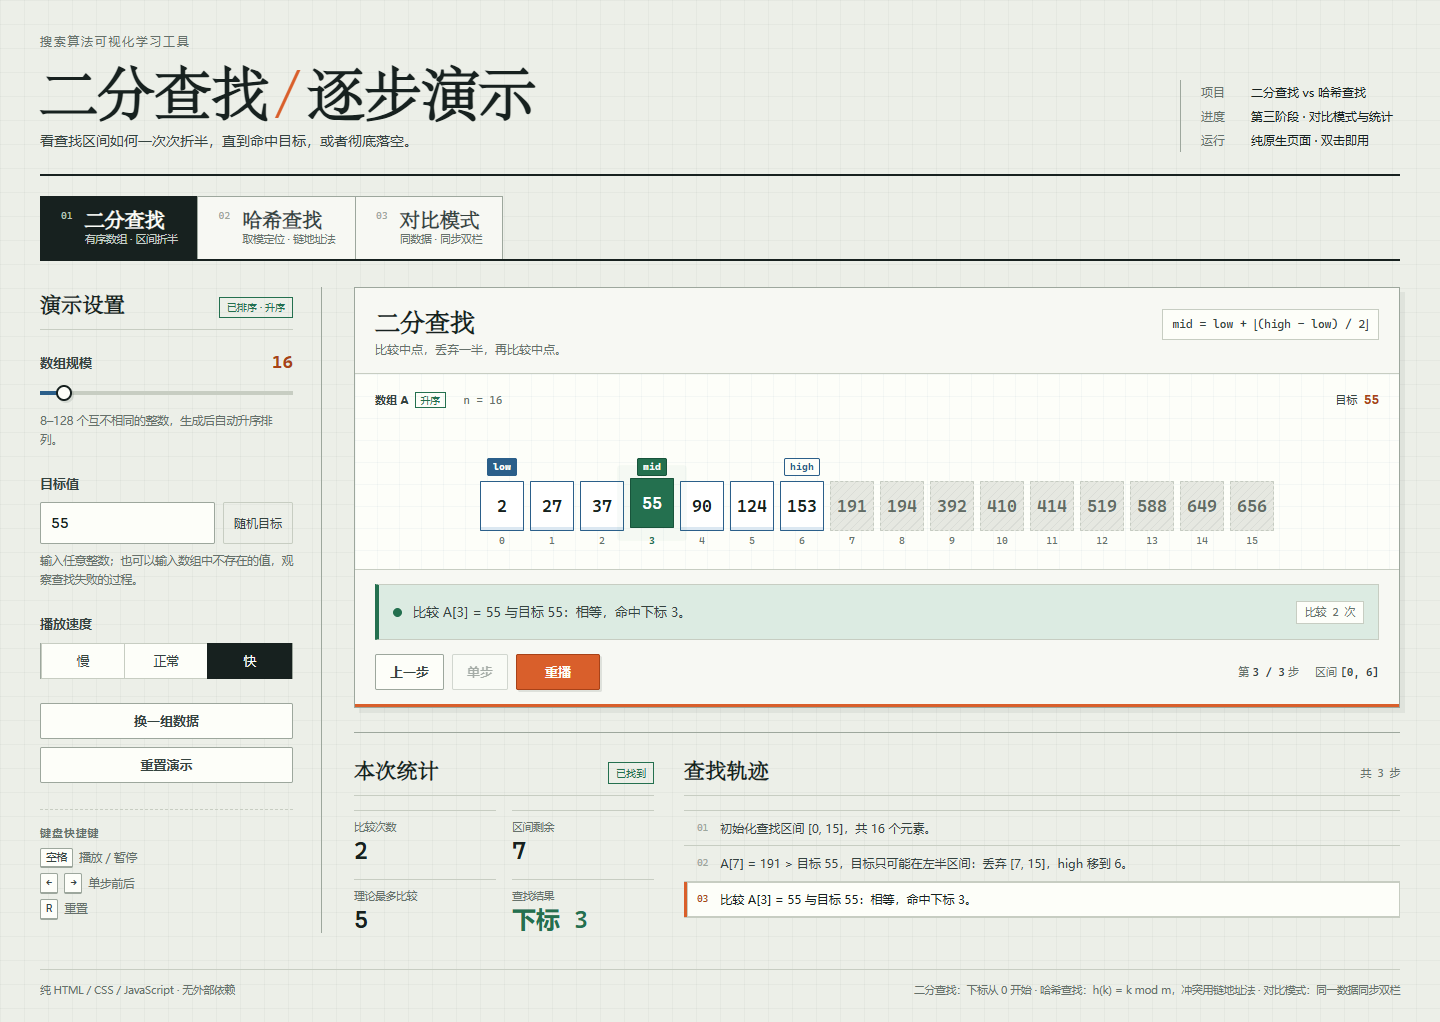 搜索算法可视化学习工具
二分查找 / 逐步演示
看查找区间如何一次次折半，直到命中目标，或者彻底落空。
项目 二分查找 vs 哈希查找
进度 第三阶段 · 对比模式与统计
运行 纯原生页面 · 双击即用
01 二分查找
有序数组 · 区间折半
02 哈希查找
取模定位 · 链地址法
03 对比模式
同数据 · 同步双栏
演示设置 已排序 · 升序
数组规模 16
8–128 个互不相同的整数，生成后自动升序排
列。
目标值
55 随机目标
输入任意整数；也可以输入数组中不存在的值，观
察查找失败的过程。
播放速度
慢 正常 快
换一组数据
重置演示
键盘快捷键
空格 播放 / 暂停
← → 单步前后
R 重置
二分查找
比较中点，丢弃一半，再比较中点。
mid = low + ⌊(high − low) / 2⌋
数组 A 升序 n = 16
目标 55
low mid high
2 27 37 55 90 124 153 191 194 392 410 414 519 588 649 656
0 1 2 3 4 5 6 7 8 9 10 11 12 13 14 15
比较 A[3] = 55 与目标 55：相等，命中下标 3。
比较 2 次
上一步 单步 重播
第 3 / 3 步 区间 [0, 6]
本次统计 已找到
比较次数
2
区间剩余
7
理论最多比较
5
查找结果
下标 3
查找轨迹 共 3 步
01 初始化查找区间 [0, 15]，共 16 个元素。
02 A[7] = 191 > 目标 55，目标只可能在左半区间：丢弃 [7, 15]，high 移到 6。
03 比较 A[3] = 55 与目标 55：相等，命中下标 3。
纯 HTML / CSS / JavaScript · 无外部依赖
二分查找：下标从 0 开始 · 哈希查找：h(k) = k mod m，冲突用链地址法 · 对比模式：同一数据同步双栏